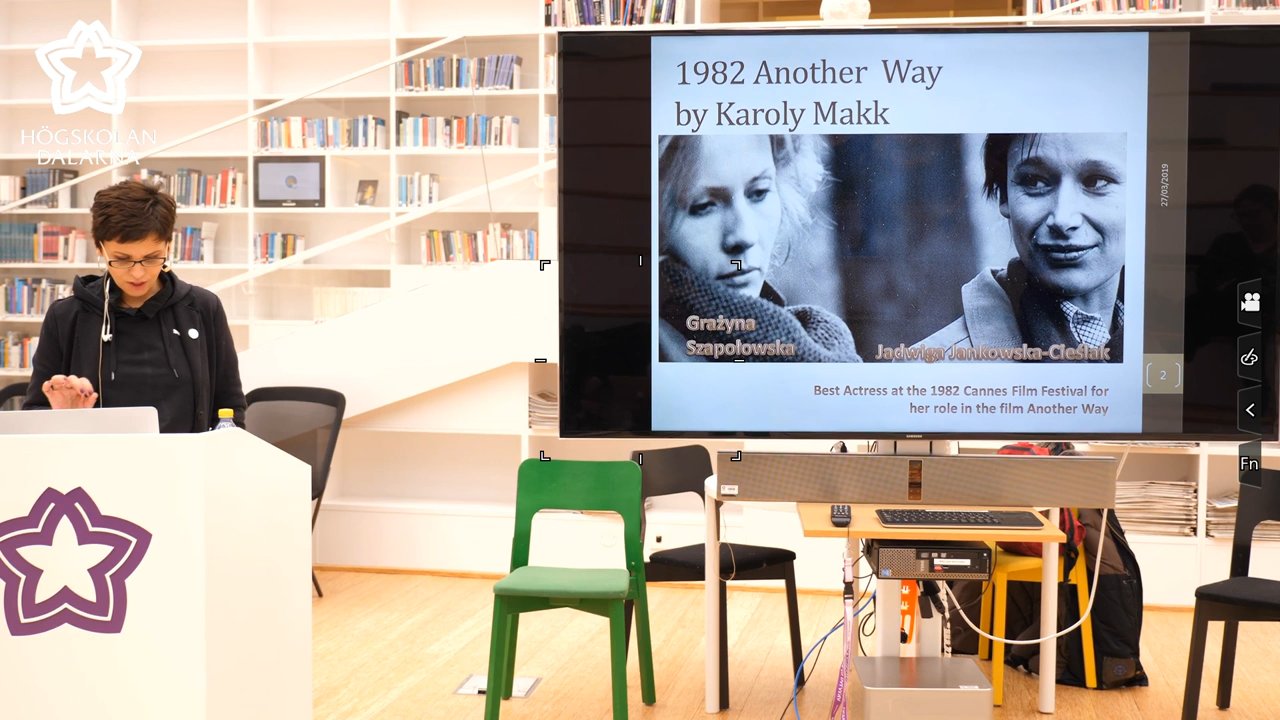 HÖGSKOLAN
DALARNA
1982 Another Way
by Karoly Makk
27/03/2019
Grażyna
Szapołowska
Jadwiga Jankowska-Cieślak
2
Best Actress at the 1982 Cannes Film Festival for
her role in the film Another Way
SAMSUNG
Fn